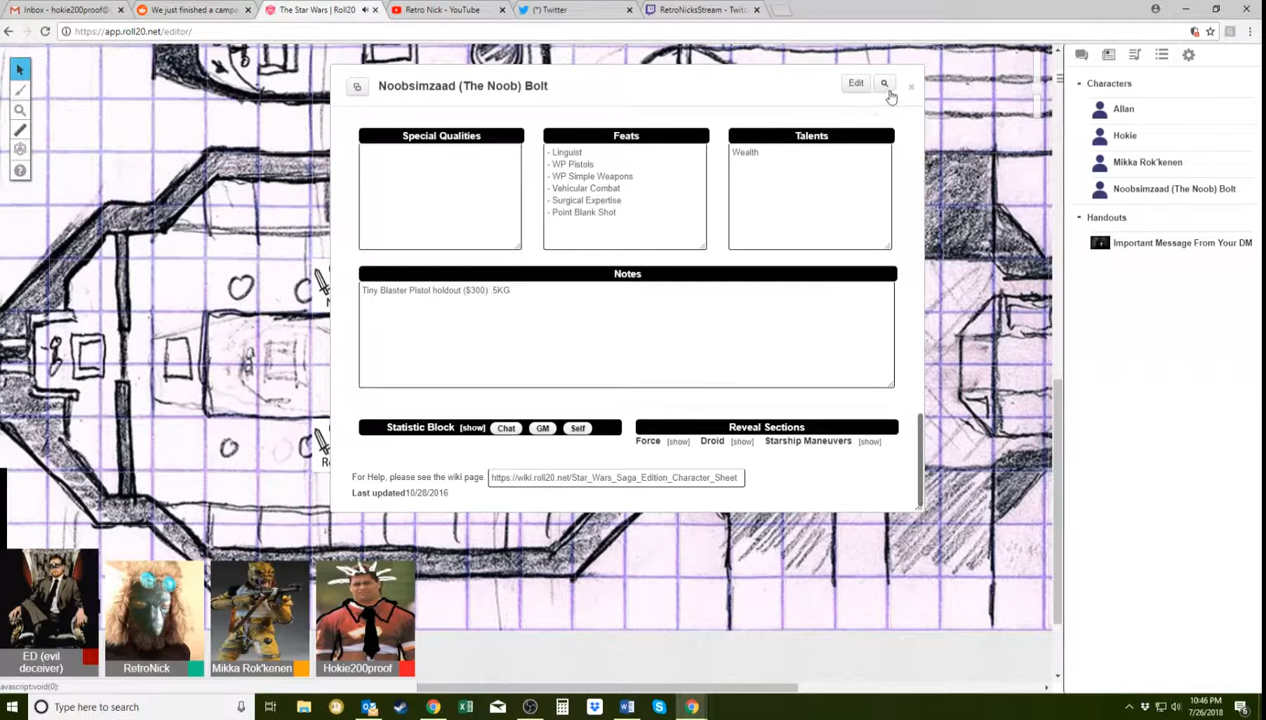 Inbox - hokie200proof@
We just finished a campa
The Star Wars | Roll20
Retro Nick - YouTube
(*) Twitter
RetroNicksStream - Twitc
https://app.roll20.net/editor/
Noobsimzaad (The Noob) Bolt
Edit
Special Qualities
Feats
Talents
- Linguist
- WP Pistols
- WP Simple Weapons
- Vehicular Combat
- Surgical Expertise
- Point Blank Shot
Wealth
Notes
Tiny Blaster Pistol holdout ($300) .5KG
Statistic Block [show] Chat GM Self
Reveal Sections
Force [show] Droid [show] Starship Maneuvers [show]
For Help, please see the wiki page. https://wiki.roll20.net/Star_Wars_Saga_Edition_Character_Sheet
Last updated10/28/2016
Characters
Allan
Hokie
Mikka Rok'kenen
Noobsimzaad (The Noob) Bolt
Handouts
Important Message From Your DM
ED (evil
deceiver)
RetroNick
Mikka Rok'kenen
Hokie200proof
javascript:void(0);
Type here to search
10:46 PM
7/26/2018